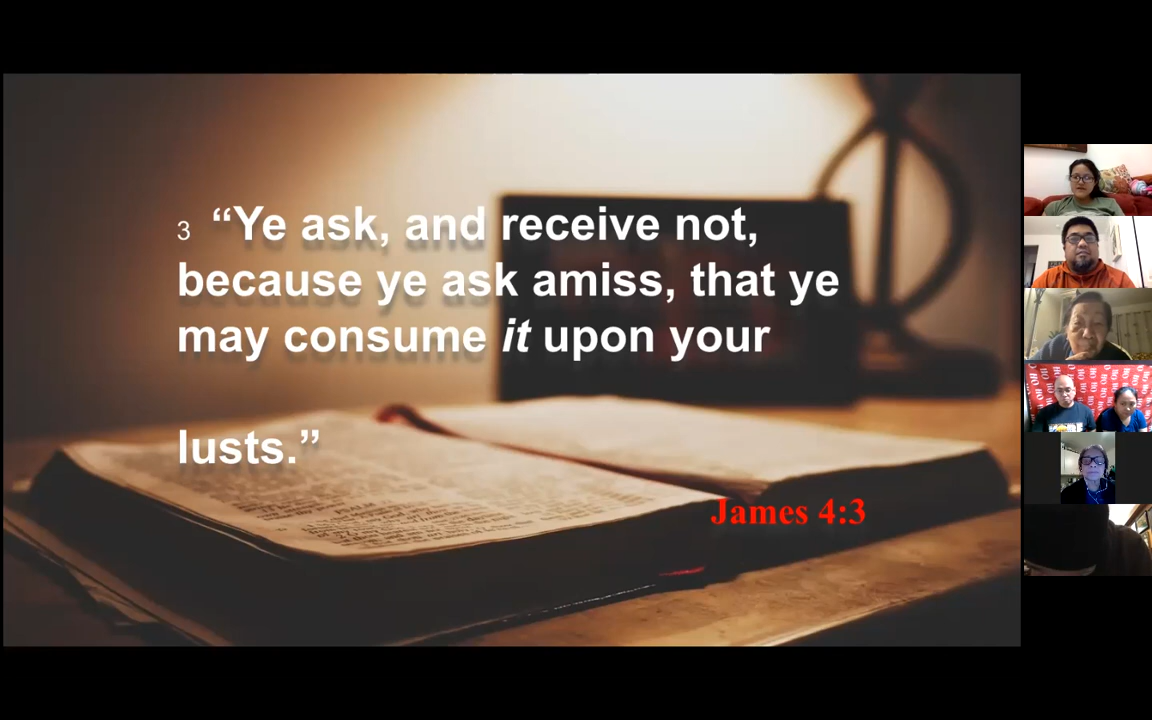 3 “Ye ask, and receive not,
because ye ask amiss, that ye
may consume it upon your
lusts.”
James 4:3